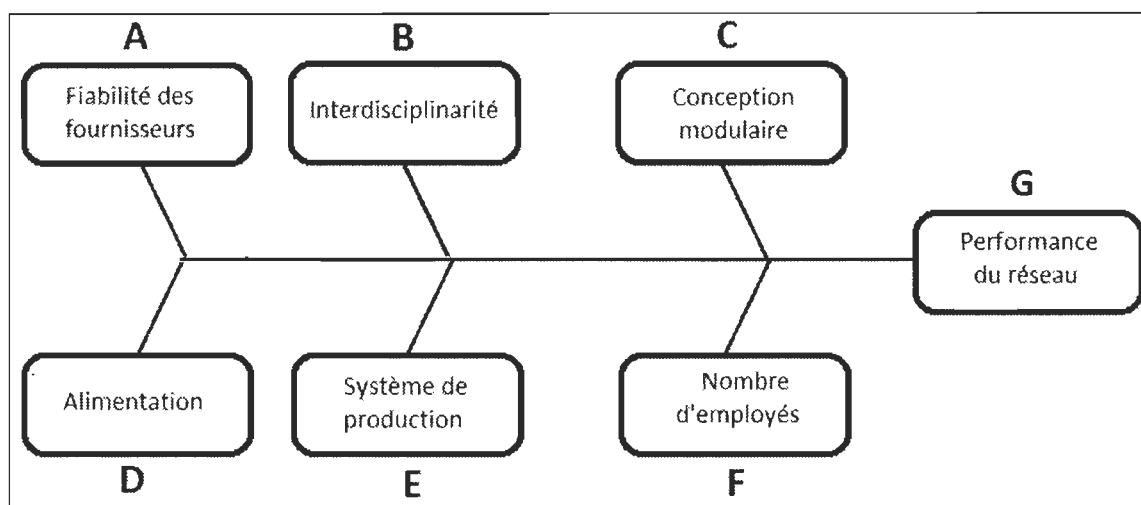 A
B
C
Fiabilité des
fournisseurs
Interdisciplinarité
Conception
modulaire
G
Performance
du réseau
Alimentation
Système de
production
Nombre
d'employés
D
E
F